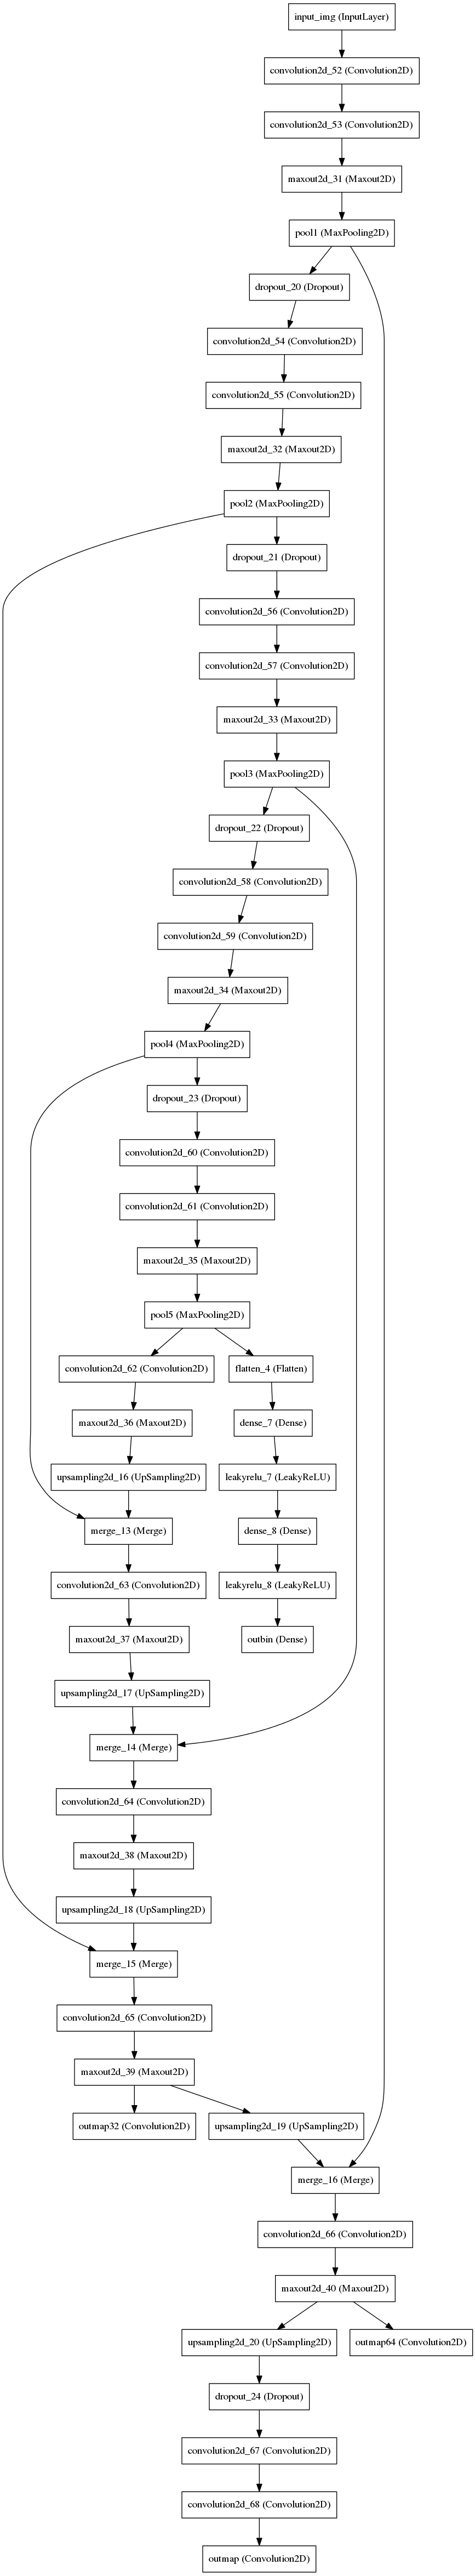 input_img (InputLayer)
convolution2d_52 (Convolution2D)
convolution2d_53 (Convolution2D)
maxout2d_31 (Maxout2D)
pool1 (MaxPooling2D)
dropout_20 (Dropout)
convolution2d_54 (Convolution2D)
convolution2d_55 (Convolution2D)
maxout2d_32 (Maxout2D)
pool2 (MaxPooling2D)
dropout_21 (Dropout)
convolution2d_56 (Convolution2D)
convolution2d_57 (Convolution2D)
maxout2d_33 (Maxout2D)
pool3 (MaxPooling2D)
dropout_22 (Dropout)
convolution2d_58 (Convolution2D)
convolution2d_59 (Convolution2D)
maxout2d_34 (Maxout2D)
pool4 (MaxPooling2D)
dropout_23 (Dropout)
convolution2d_60 (Convolution2D)
convolution2d_61 (Convolution2D)
maxout2d_35 (Maxout2D)
pool5 (MaxPooling2D)
convolution2d_62 (Convolution2D)
flatten_4 (Flatten)
maxout2d_36 (Maxout2D)
dense_7 (Dense)
upsampling2d_16 (UpSampling2D)
leakyrelu_7 (LeakyReLU)
merge_13 (Merge)
dense_8 (Dense)
convolution2d_63 (Convolution2D)
leakyrelu_8 (LeakyReLU)
maxout2d_37 (Maxout2D)
outbin (Dense)
upsampling2d_17 (UpSampling2D)
merge_14 (Merge)
convolution2d_64 (Convolution2D)
maxout2d_38 (Maxout2D)
upsampling2d_18 (UpSampling2D)
merge_15 (Merge)
convolution2d_65 (Convolution2D)
maxout2d_39 (Maxout2D)
outmap32 (Convolution2D)
upsampling2d_19 (UpSampling2D)
merge_16 (Merge)
convolution2d_66 (Convolution2D)
maxout2d_40 (Maxout2D)
upsampling2d_20 (UpSampling2D)
outmap64 (Convolution2D)
dropout_24 (Dropout)
convolution2d_67 (Convolution2D)
convolution2d_68 (Convolution2D)
outmap (Convolution2D)